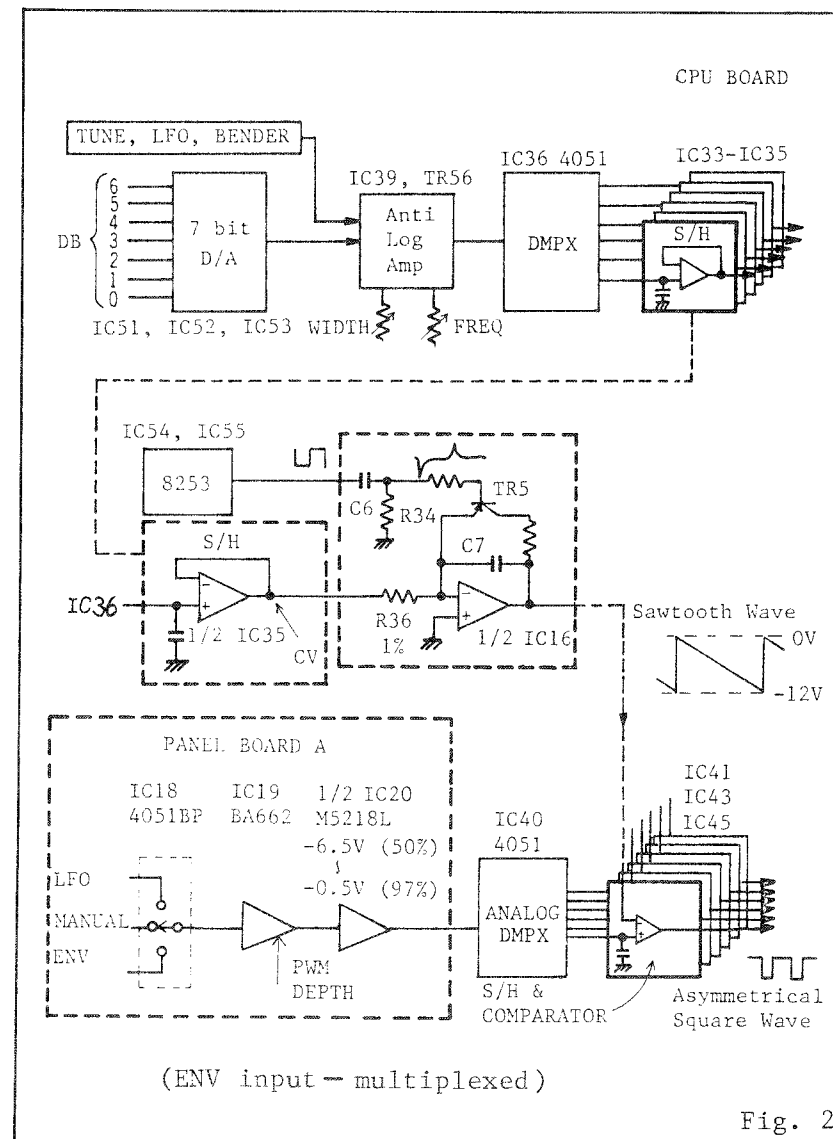 CPU BOARD
TUNE, LFO, BENDER
IC39, TR56
IC36 4051
IC33-IC35
DB
6
5
4
3
2
1
0
7 bit
D/A
Anti
Log
Amp
DMPX
S/H
IC51, IC52, IC53
WIDTH
FREQ
IC54, IC55
8253
C6
R34
TR5
C7
S/H
IC36
1/2 IC35
CV
R36
1%
1/2 IC16
Sawtooth Wave
0V
-12V
PANEL BOARD A
IC18
4051BP
IC19
BA662
1/2 IC20
M5218L
-6.5V (50%)
-0.5V (97%)
IC40
4051
IC41
IC43
IC45
LFO
MANUAL
ENV
PWM
DEPTH
ANALOG
DMPX
S/H &
COMPARATOR
Asymmetrical
Square Wave
(ENV input — multiplexed)
Fig. 2